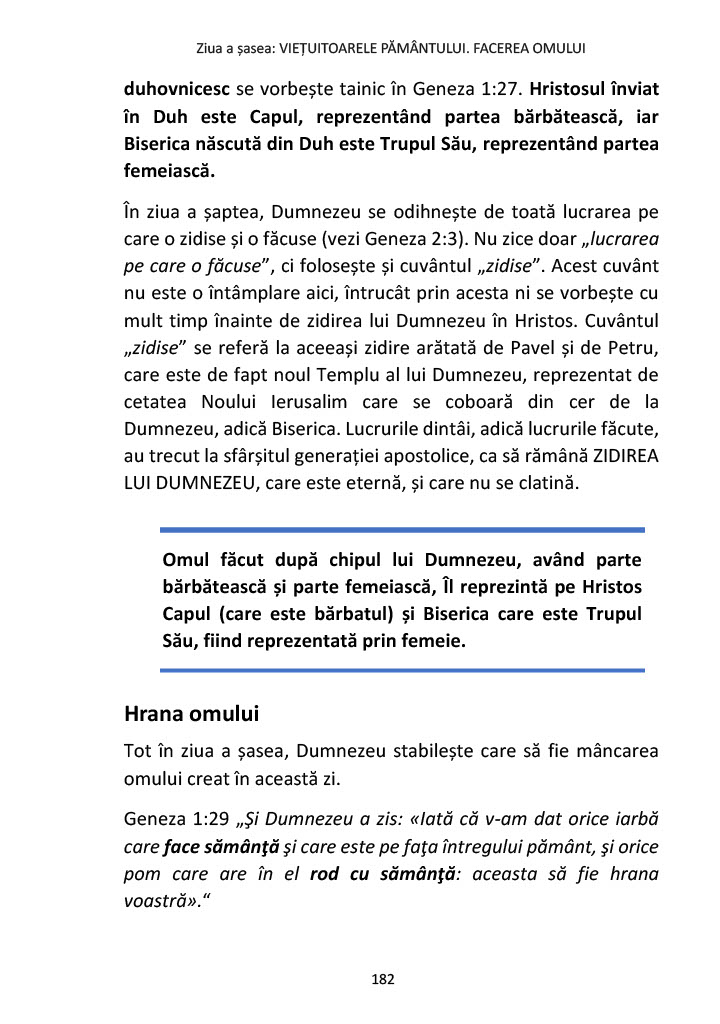 Ziua a șasea: VIEȚUITOARELE PĂMÂNTULUI. FACEREA OMULUI
duhovnicesc se vorbește tainic în Geneza 1:27. Hristosul înviat
în Duh este Capul, reprezentând partea bărbătească, iar
Biserica născută din Duh este Trupul Său, reprezentând partea
femeiască.
În ziua a șaptea, Dumnezeu se odihnește de toată lucrarea pe
care o zidise și o făcuse (vezi Geneza 2:3). Nu zice doar „lucrarea
pe care o făcuse”, ci folosește și cuvântul „zidise”. Acest cuvânt
nu este o întâmplare aici, întrucât prin acesta ni se vorbește cu
mult timp înainte de zidirea lui Dumnezeu în Hristos. Cuvântul
„zidise” se referă la aceeași zidire arătată de Pavel și de Petru,
care este de fapt noul Templu al lui Dumnezeu, reprezentat de
cetatea Noului Ierusalim care se coboară din cer de la
Dumnezeu, adică Biserica. Lucrurile dintâi, adică lucrurile făcute,
au trecut la sfârșitul generației apostolice, ca să rămână ZIDIREA
LUI DUMNEZEU, care este eternă, și care nu se clatină.
Omul făcut după chipul lui Dumnezeu, având parte
bărbătească și parte femeiască, Îl reprezintă pe Hristos
Capul (care este bărbatul) și Biserica care este Trupul
Său, fiind reprezentată prin femeie.
Hrana omului
Tot în ziua a șasea, Dumnezeu stabilește care să fie mâncarea
omului creat în această zi.
Geneza 1:29 „Şi Dumnezeu a zis: «Iată că v-am dat orice iarbă
care face sămânţă şi care este pe faţa întregului pământ, şi orice
pom care are în el rod cu sămânţă: aceasta să fie hrana
voastră».“
182